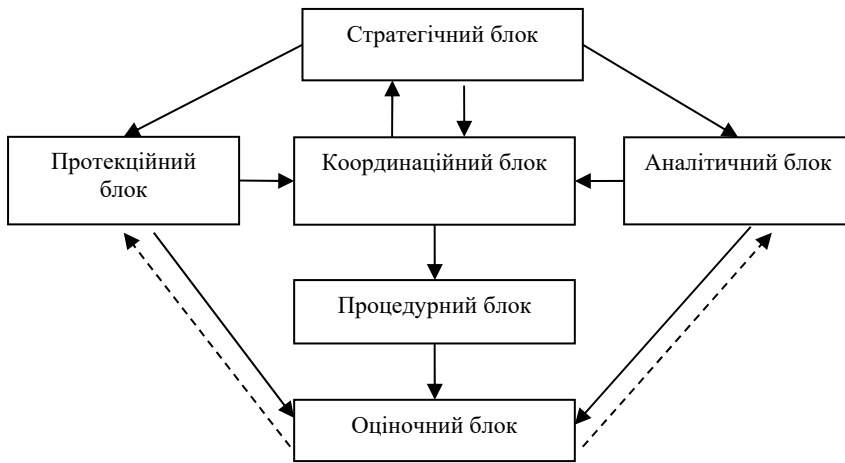 Стратегічний блок
Протекційний
блок
Координаційний блок
Аналітичний блок
Процедурний блок
Оціночний блок